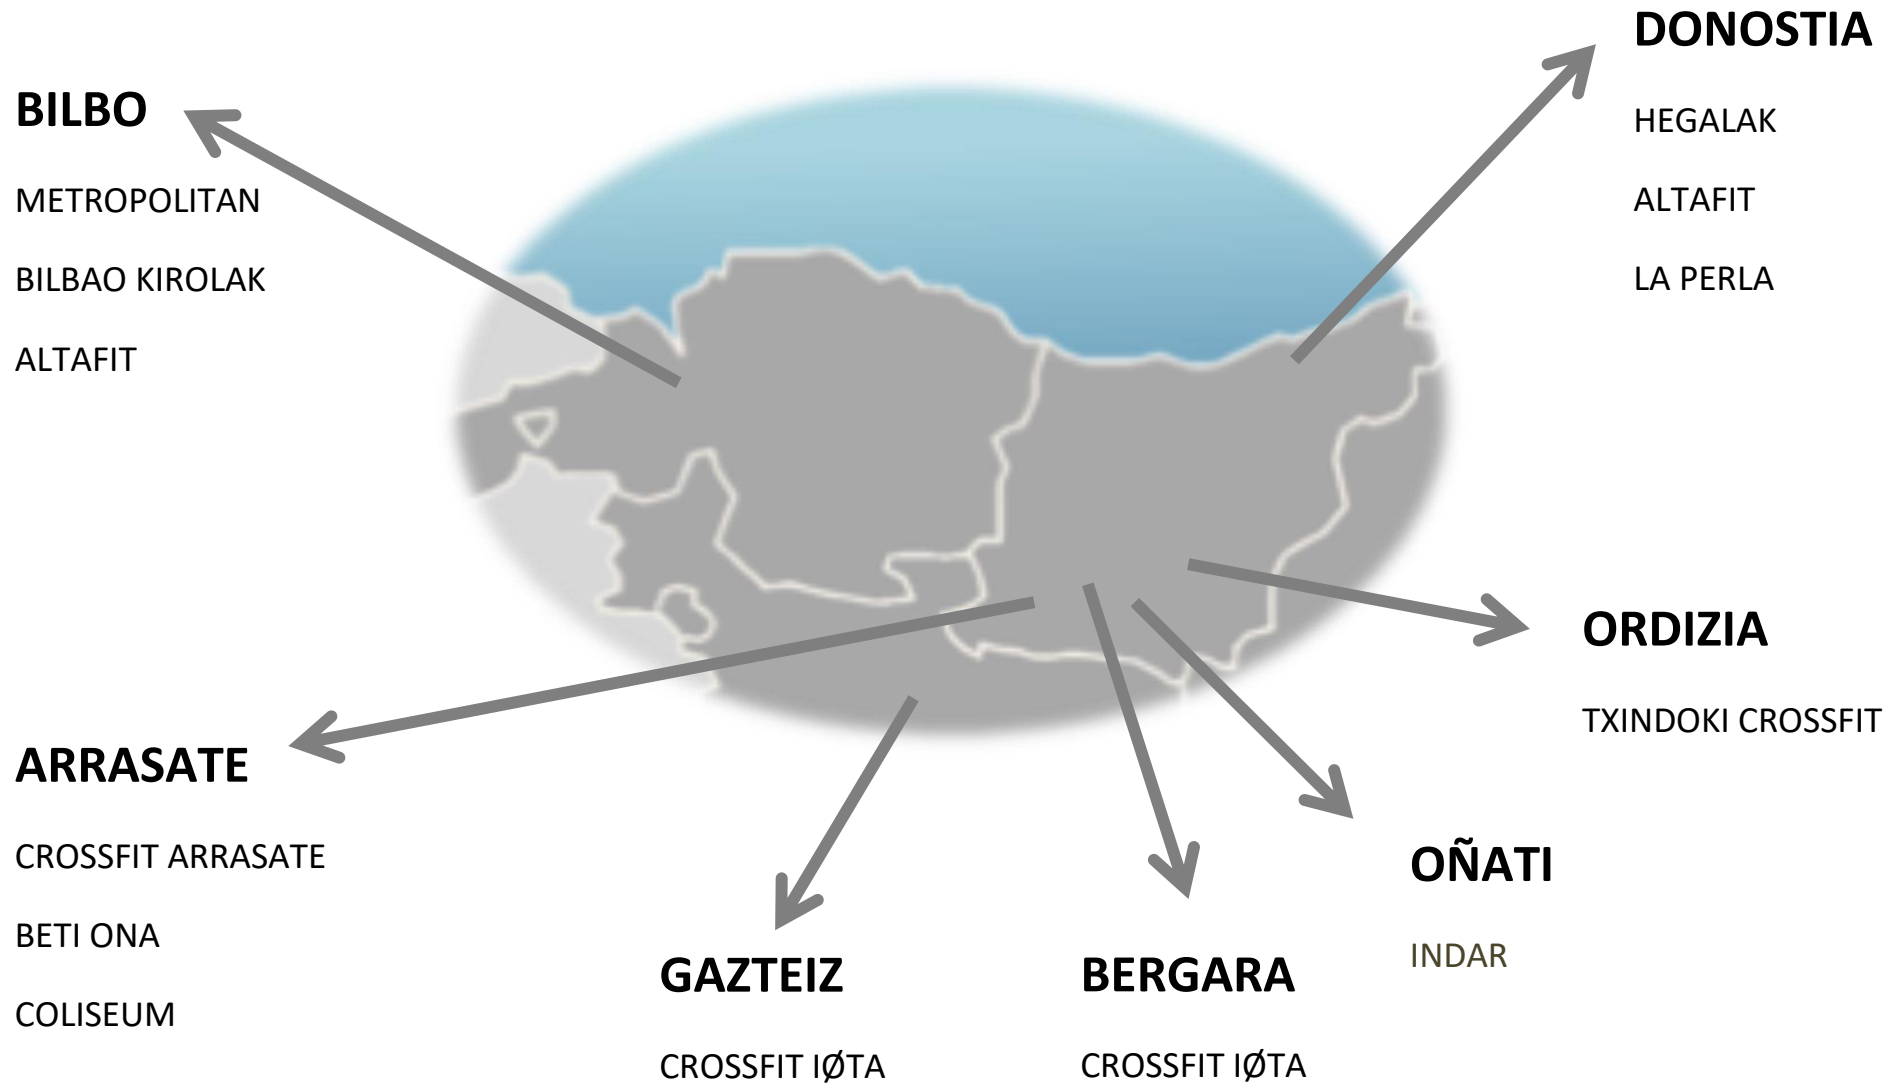 BILBO
METROPOLITAN
BILBAO KIROLAK
ALTAFIT
DONOSTIA
HEGALAK
ALTAFIT
LA PERLA
ARRASATE
CROSSFIT ARRASATE
BETI ONA
COLISEUM
GAZTEIZ
CROSSFIT IØTA
BERGARA
CROSSFIT IØTA
OÑATI
INDAR
ORDIZIA
TXINDOKI CROSSFIT